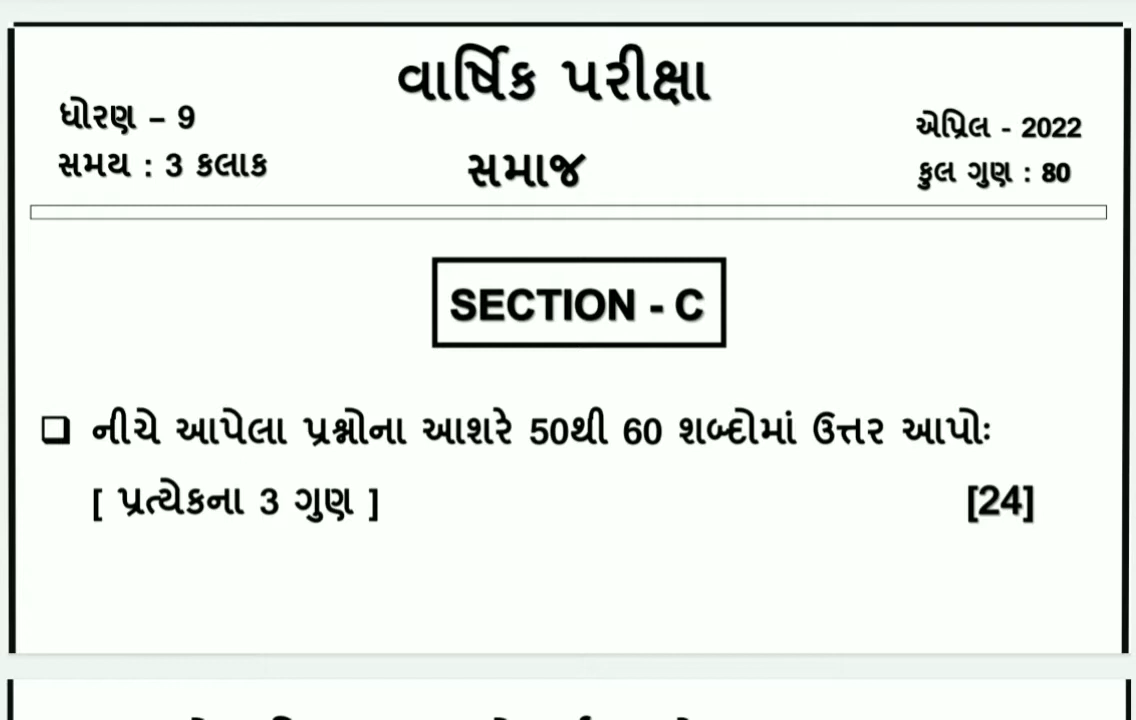 વાર્ષિક પરીક્ષા
ધોરણ – 9
એપ્રિલ - 2022
સમય : 3 કલાક
સમાજ
કુલ ગુણ : 80
SECTION - C
❑ નીચે આપેલા પ્રશ્નોના આશરે 50થી 60 શબ્દોમાં ઉત્તર આપોઃ
[ પ્રત્યેકના 3 ગુણ ] [24]